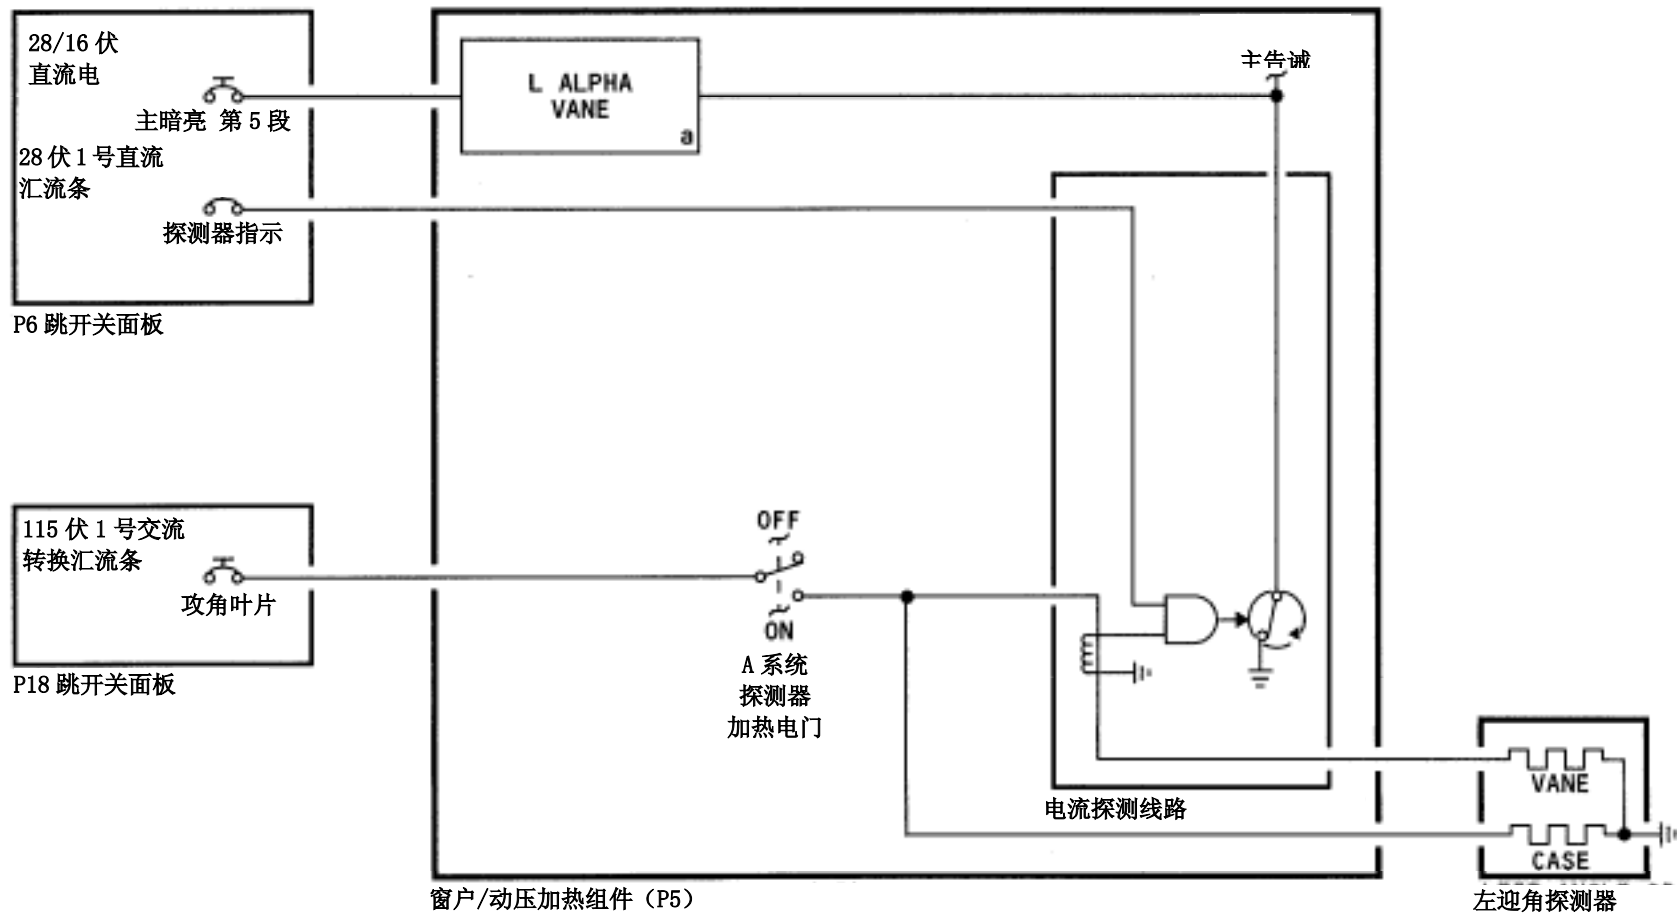 28/16 伏
直流电
主暗亮 第 5 段
28 伏 1 号直流
汇流条
探测器指示
P6 跳开关面板
L ALPHA
VANE
a
主告诫
115 伏 1 号交流
转换汇流条
攻角叶片
P18 跳开关面板
OFF
ON
A 系统
探测器
加热电门
电流探测线路
VANE
CASE
窗户/动压加热组件（P5）
左迎角探测器